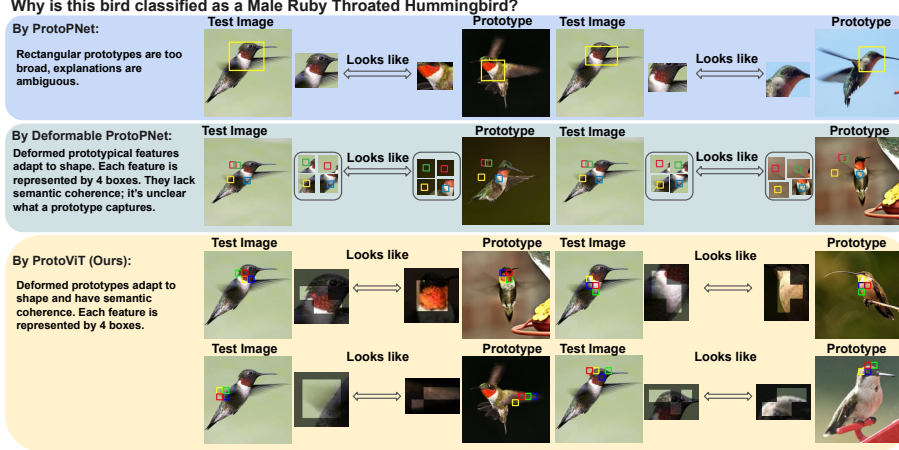 Why is this bird classified as a Male Ruby Throated Hummingbird?
By ProtoPNet:
Rectangular prototypes are too
broad, explanations are
ambiguous.
Test Image
Looks like
Prototype
Test Image
Looks like
Prototype
By Deformable ProtoPNet:
Deformed prototypical features
adapt to shape. Each feature is
represented by 4 boxes. They lack
semantic coherence; it's unclear
what a prototype captures.
Test Image
Looks like
Prototype
Test Image
Looks like
Prototype
By ProtoViT (Ours):
Deformed prototypes adapt to
shape and have semantic
coherence. Each feature is
represented by 4 boxes.
Test Image
Looks like
Prototype
Test Image
Looks like
Prototype
Test Image
Looks like
Prototype
Test Image
Looks like
Prototype